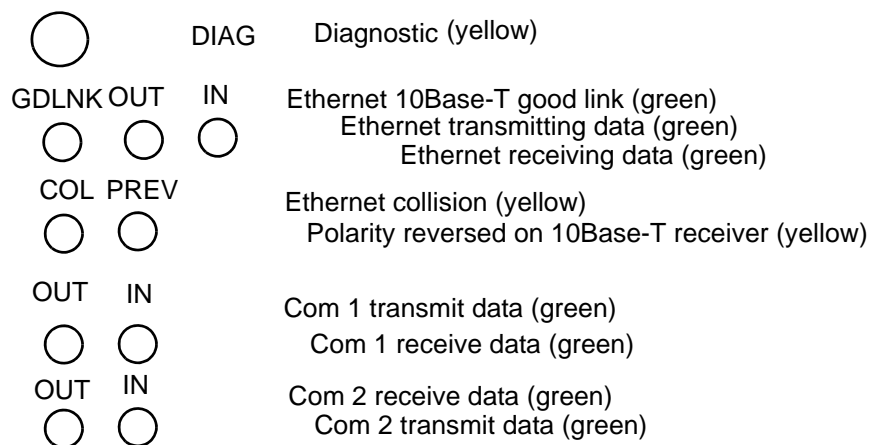 DIAG Diagnostic (yellow)
GDLNK OUT IN Ethernet 10Base-T good link (green)
Ethernet transmitting data (green)
Ethernet receiving data (green)
COL PREV Ethernet collision (yellow)
Polarity reversed on 10Base-T receiver (yellow)
OUT IN Com 1 transmit data (green)
Com 1 receive data (green)
OUT IN Com 2 receive data (green)
Com 2 transmit data (green)